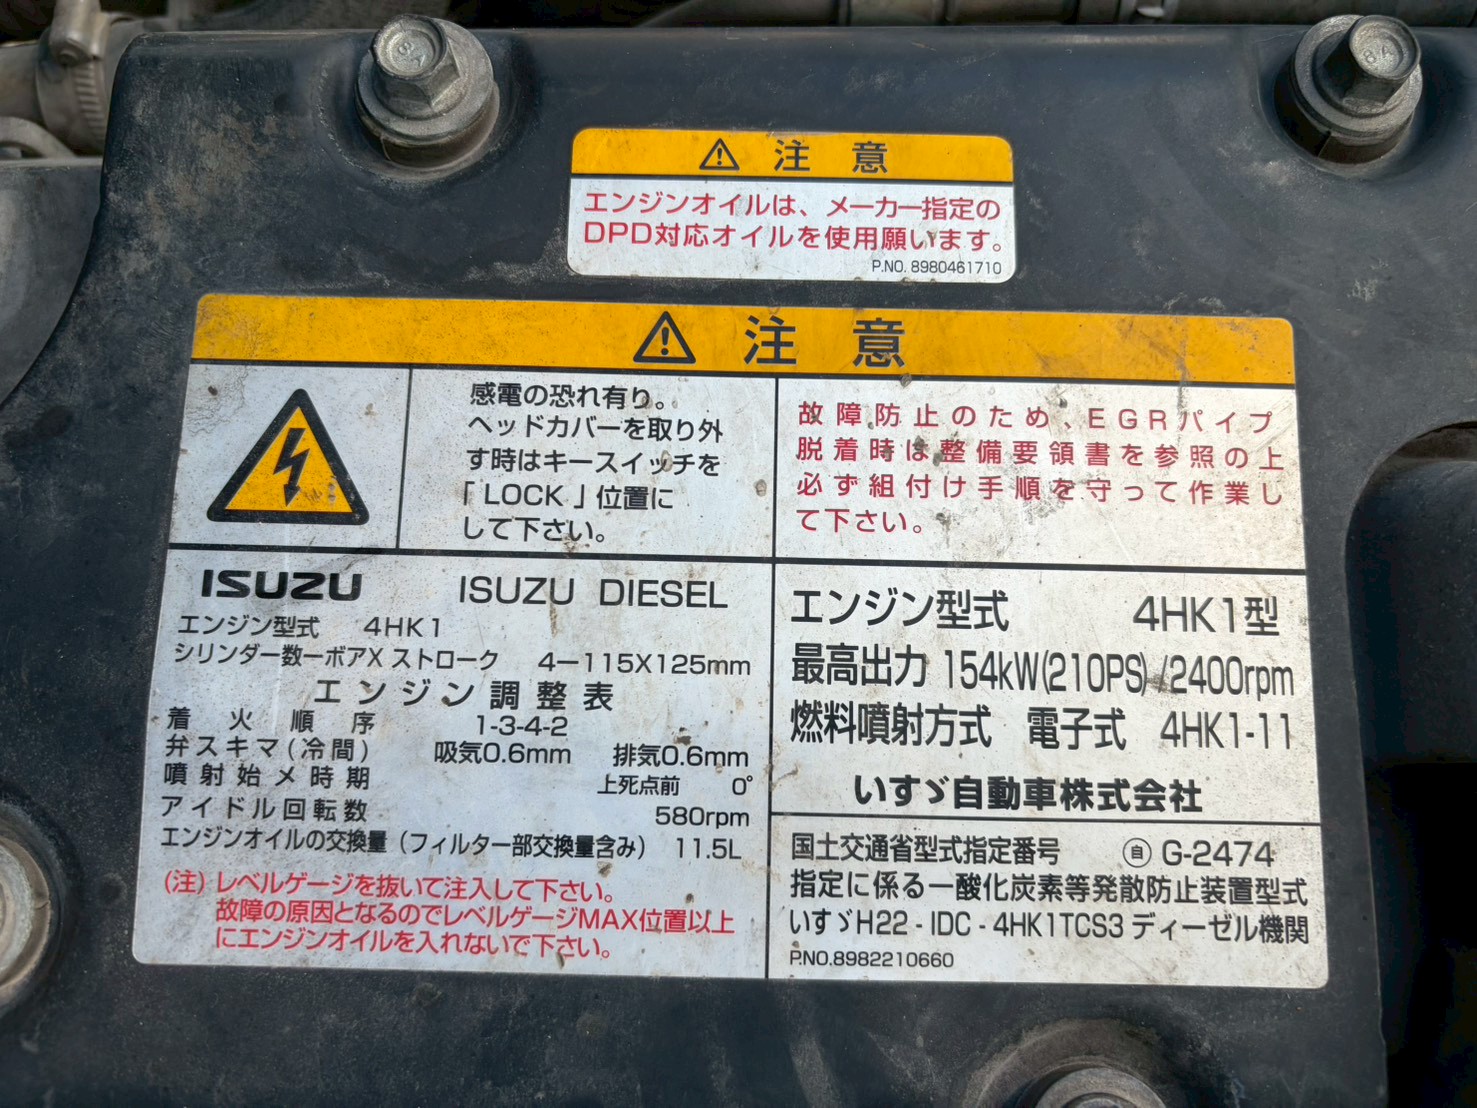 ⚠ 注 意
エンジンオイルは、メーカー指定の
DPD対応オイルを使用願います。
P.NO. 8980461710
⚠ 注 意
感電の恐れ有り。
ヘッドカバーを取り外
す時はキースイッチを
「 LOCK 」位置に
して下さい。
故障防止のため、EGRパイプ
脱着時は整備要領書を参照の上
必ず組付け手順を守って作業し
て下さい。
ISUZU ISUZU DIESEL
エンジン型式 4HK1
シリンダー数ーボアX ストローク 4ー115X125mm
エンジン調整表
着火順序 1-3-4-2
弁スキマ(冷間) 吸気0.6mm 排気0.6mm
噴射始メ時期 上死点前 0°
アイドル回転数 580rpm
エンジンオイルの交換量(フィルター部交換量含み) 11.5L
(注)レベルゲージを抜いて注入して下さい。
故障の原因となるのでレベルゲージMAX位置以上
にエンジンオイルを入れないで下さい。
エンジン型式 4HK1型
最高出力 154kW(210PS)/2400rpm
燃料噴射方式 電子式 4HK1-11
いすゞ自動車株式会社
国土交通省型式指定番号 ㊀自 G-2474
指定に係る一酸化炭素等発散防止装置型式
いすゞH22 - IDC - 4HK1TCS3 ディーゼル機関
P.NO.8982210660